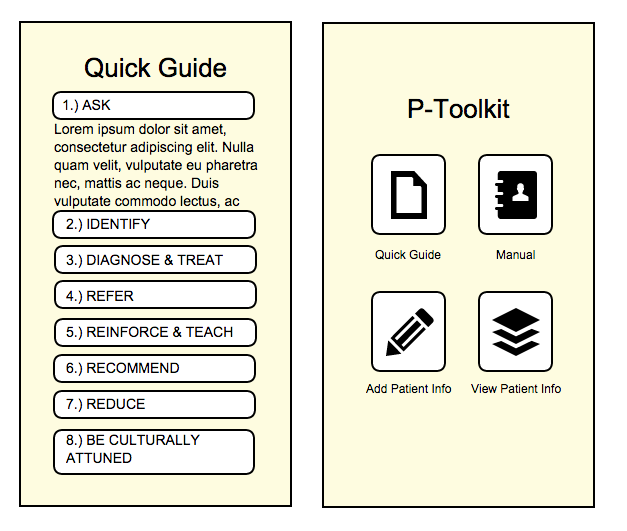 Quick Guide
1.) ASK
Lorem ipsum dolor sit amet,
consectetur adipiscing elit. Nulla
quam velit, vulputate eu pharetra
nec, mattis ac neque. Duis
vulputate commodo lectus, ac
2.) IDENTIFY
3.) DIAGNOSE & TREAT
4.) REFER
5.) REINFORCE & TEACH
6.) RECOMMEND
7.) REDUCE
8.) BE CULTURALLY
ATTUNED
P-Toolkit
Quick Guide
Manual
Add Patient Info
View Patient Info